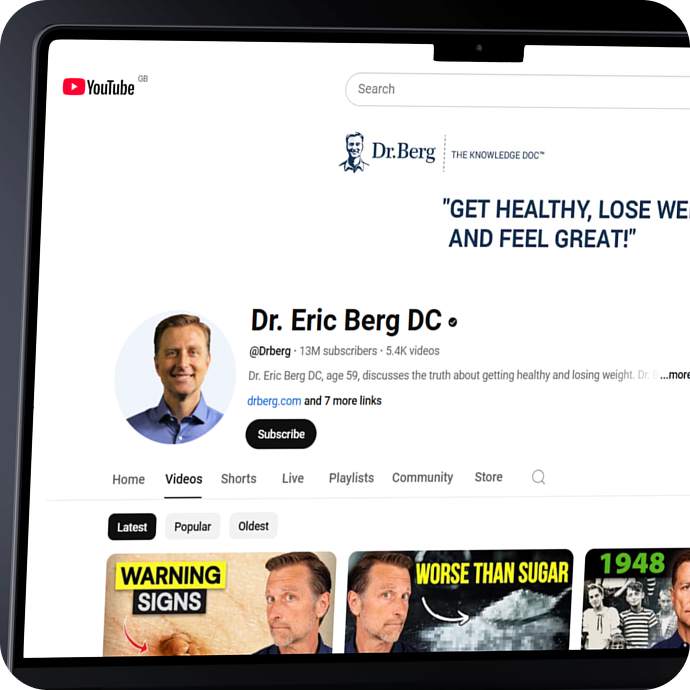 YouTube GB
Search
Dr.Berg THE KNOWLEDGE DOC™
"GET HEALTHY, LOSE WE
AND FEEL GREAT!"
Dr. Eric Berg DC
@Drberg · 13M subscribers · 5.4K videos
Dr. Eric Berg DC, age 59, discusses the truth about getting healthy and losing weight. Dr. ...more
drberg.com and 7 more links
Subscribe
Home Videos Shorts Live Playlists Community Store
Latest Popular Oldest
WARNING
SIGNS
WORSE THAN SUGAR
1948